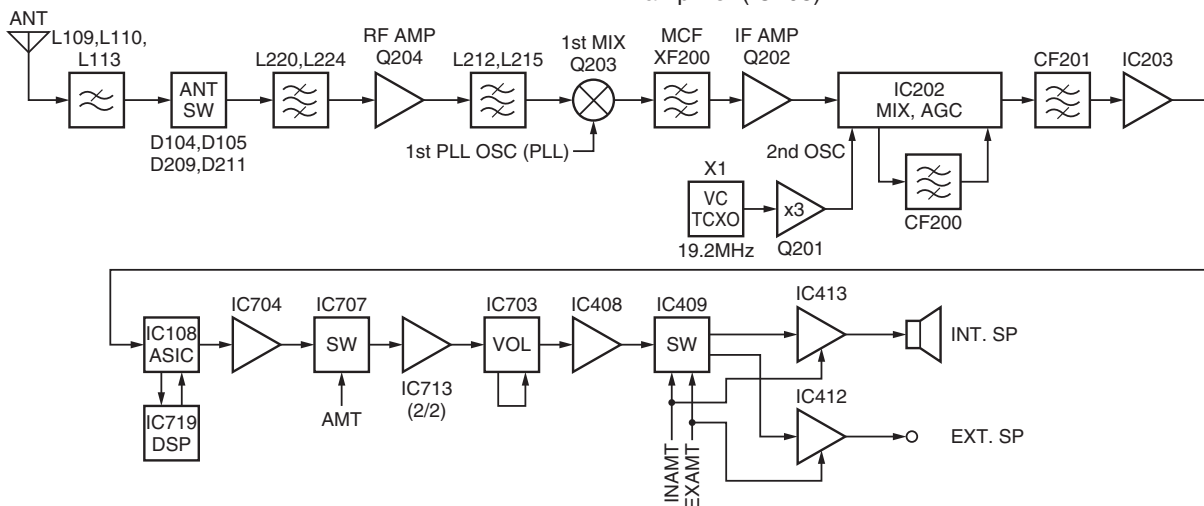 ANT
L109,L110,
L113
ANT
SW
D104,D105
D209,D211
L220,L224
RF AMP
Q204
L212,L215
1st MIX
Q203
1st PLL OSC (PLL)
MCF
XF200
IF AMP
Q202
IC202
MIX, AGC
2nd OSC
CF200
X1
VC
TCXO
19.2MHz
x3
Q201
CF201
IC203
IC108
ASIC
IC719
DSP
IC704
IC707
SW
AMT
IC713
(2/2)
IC703
VOL
IC408
IC409
SW
INAMT
EXAMT
IC413
INT. SP
IC412
EXT. SP